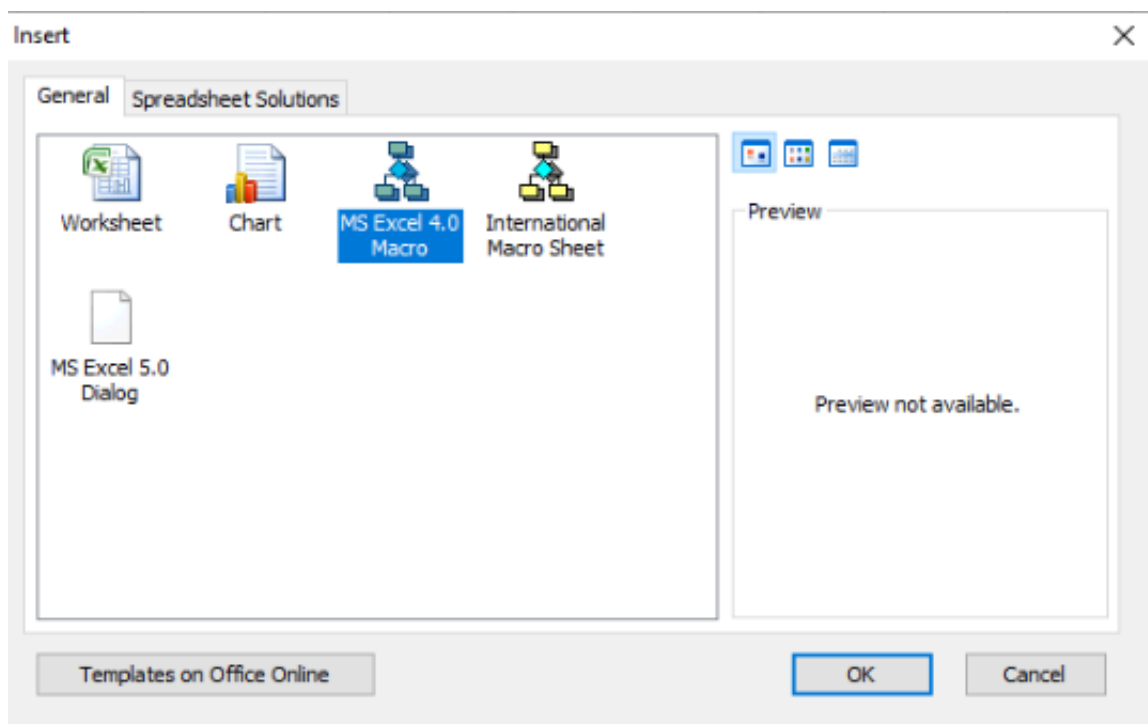 Insert
General
Spreadsheet Solutions
Worksheet
Chart
MS Excel 4.0
Macro
International
Macro Sheet
MS Excel 5.0
Dialog
Preview
Preview not available.
Templates on Office Online
OK
Cancel